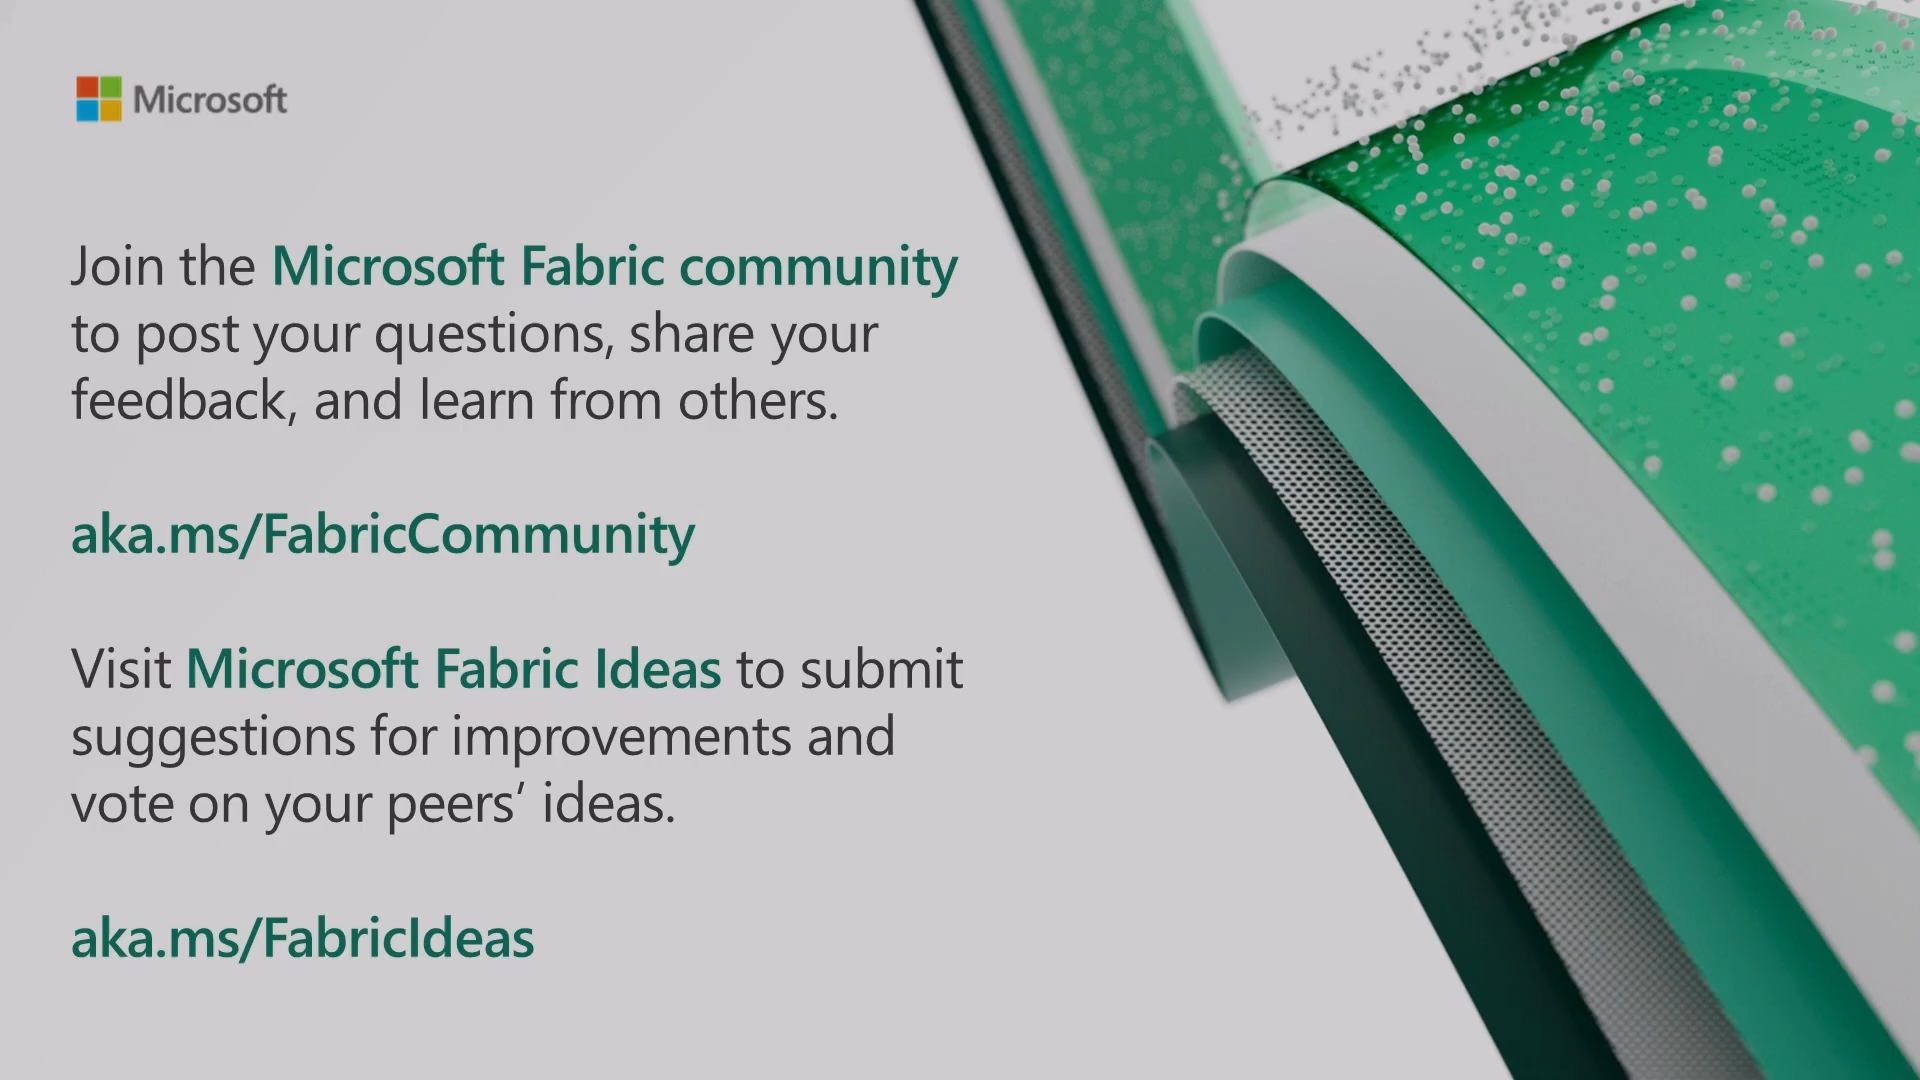 Microsoft
Join the Microsoft Fabric community
to post your questions, share your
feedback, and learn from others.
aka.ms/FabricCommunity
Visit Microsoft Fabric Ideas to submit
suggestions for improvements and
vote on your peers’ ideas.
aka.ms/FabricIdeas